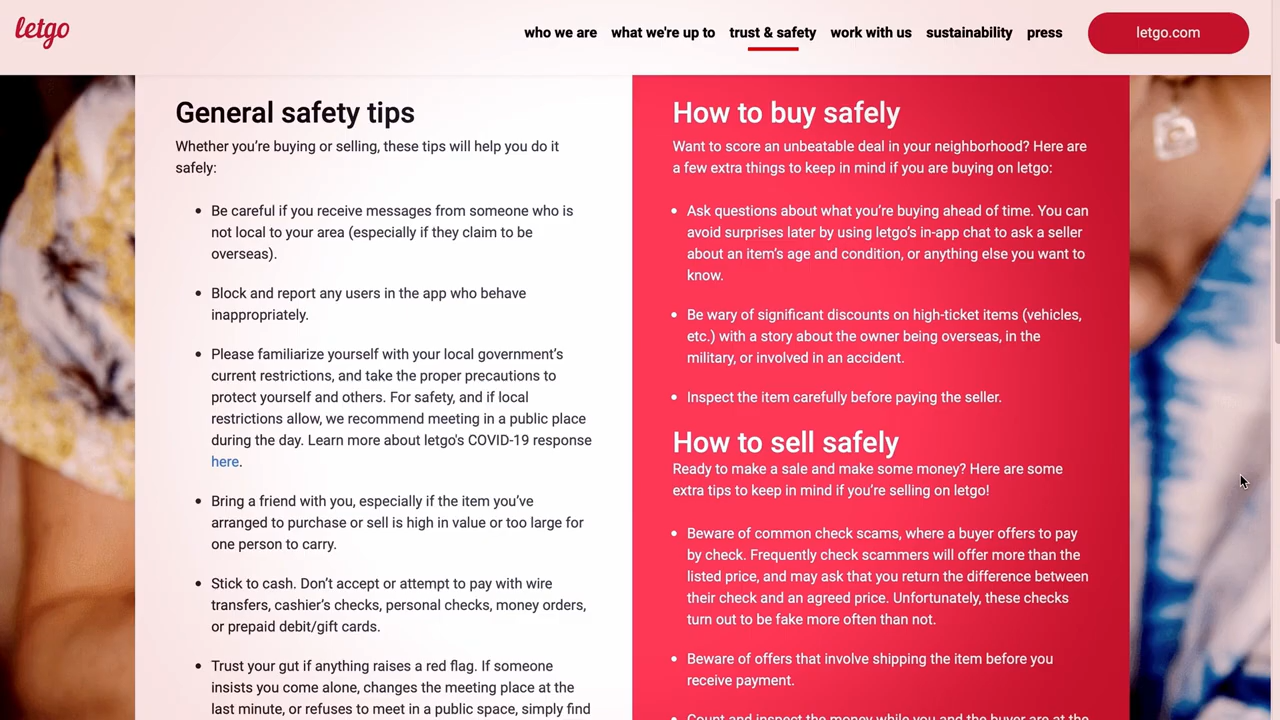 letgo
who we are what we're up to trust & safety work with us sustainability press letgo.com
General safety tips
Whether you’re buying or selling, these tips will help you do it
safely:
Be careful if you receive messages from someone who is
not local to your area (especially if they claim to be
overseas).
Block and report any users in the app who behave
inappropriately.
Please familiarize yourself with your local government’s
current restrictions, and take the proper precautions to
protect yourself and others. For safety, and if local
restrictions allow, we recommend meeting in a public place
during the day. Learn more about letgo's COVID-19 response
here.
Bring a friend with you, especially if the item you’ve
arranged to purchase or sell is high in value or too large for
one person to carry.
Stick to cash. Don’t accept or attempt to pay with wire
transfers, cashier’s checks, personal checks, money orders,
or prepaid debit/gift cards.
Trust your gut if anything raises a red flag. If someone
insists you come alone, changes the meeting place at the
last minute, or refuses to meet in a public space, simply find
How to buy safely
Want to score an unbeatable deal in your neighborhood? Here are
a few extra things to keep in mind if you are buying on letgo:
Ask questions about what you’re buying ahead of time. You can
avoid surprises later by using letgo’s in-app chat to ask a seller
about an item’s age and condition, or anything else you want to
know.
Be wary of significant discounts on high-ticket items (vehicles,
etc.) with a story about the owner being overseas, in the
military, or involved in an accident.
Inspect the item carefully before paying the seller.
How to sell safely
Ready to make a sale and make some money? Here are some
extra tips to keep in mind if you’re selling on letgo!
Beware of common check scams, where a buyer offers to pay
by check. Frequently check scammers will offer more than the
listed price, and may ask that you return the difference between
their check and an agreed price. Unfortunately, these checks
turn out to be fake more often than not.
Beware of offers that involve shipping the item before you
receive payment.
Count and inspect the money while you and the buyer are at the